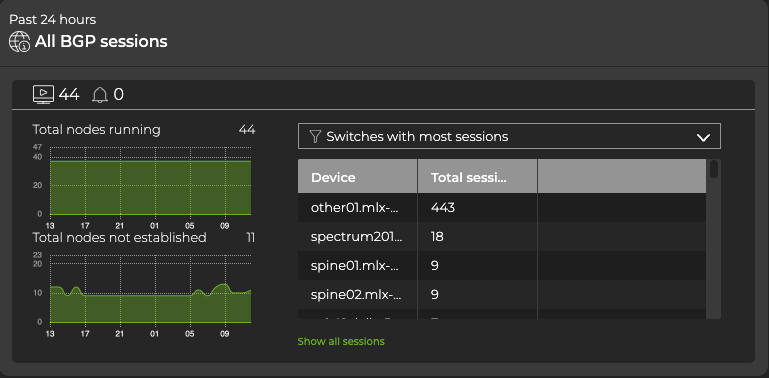 Past 24 hours
All BGP sessions
44 0
Total nodes running 44
47
40
20
0
13 17 21 01 05 09
Total nodes not established 11
23
20
10
0
13 17 21 01 05 09
Switches with most sessions
Device Total sessi...
other01.mlx-... 443
spectrum201... 18
spine01.mlx-... 9
spine02.mlx-... 9
Show all sessions